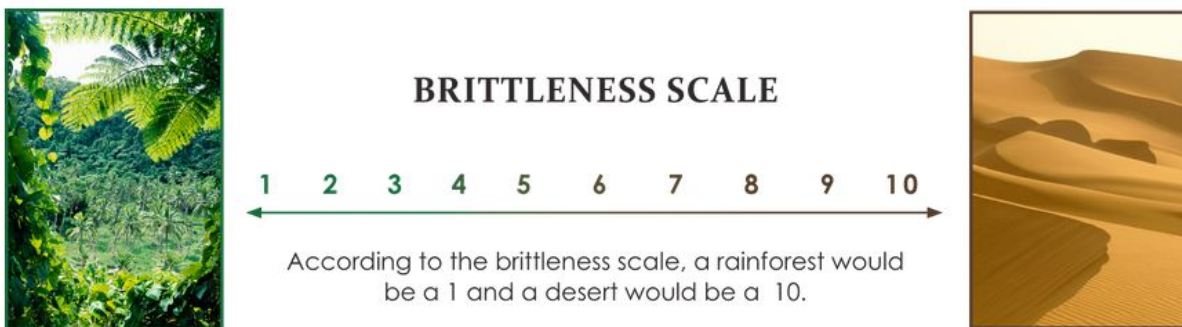 BRITTLENESS SCALE
1 2 3 4 5 6 7 8 9 10
According to the brittleness scale, a rainforest would
be a 1 and a desert would be a 10.